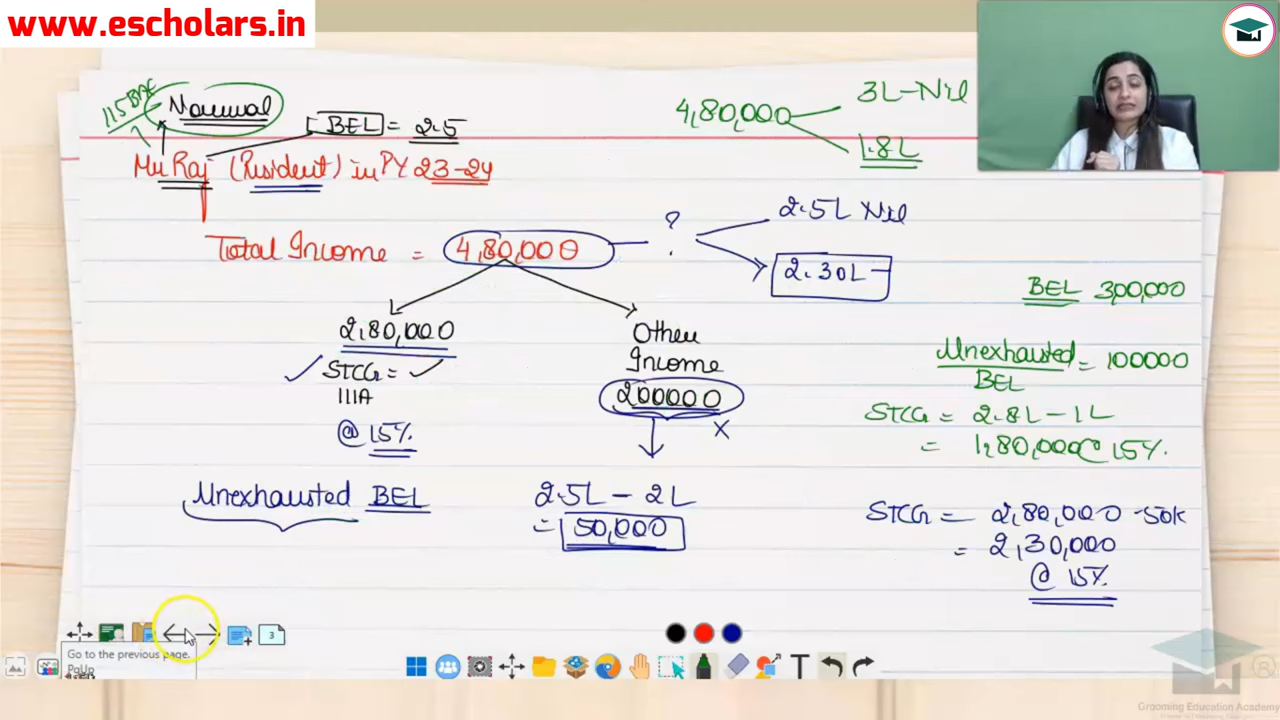 www.escholars.in
115BAC
Normal
BEL = 2.5
Mr Raj (Resident) in PY 23-24
4,80,000
3L-Nil
1.8L
Total Income = 4,80,000
?
2.5L Nil
2.30L
2,80,000
STCG =
111A
@ 15%.
Other
Income
200000
X
Unexhausted BEL
2.5L - 2L
= 50,000
BEL 300,000
Unexhausted = 100000
BEL
STCG = 2.8L - 1L
= 1,80,000@ 15%.
STCG = 2,80,000 -50K
= 2,30,000
@ 15%.
3
Go to the previous page.
PgUp
T
Grooming Education Academy